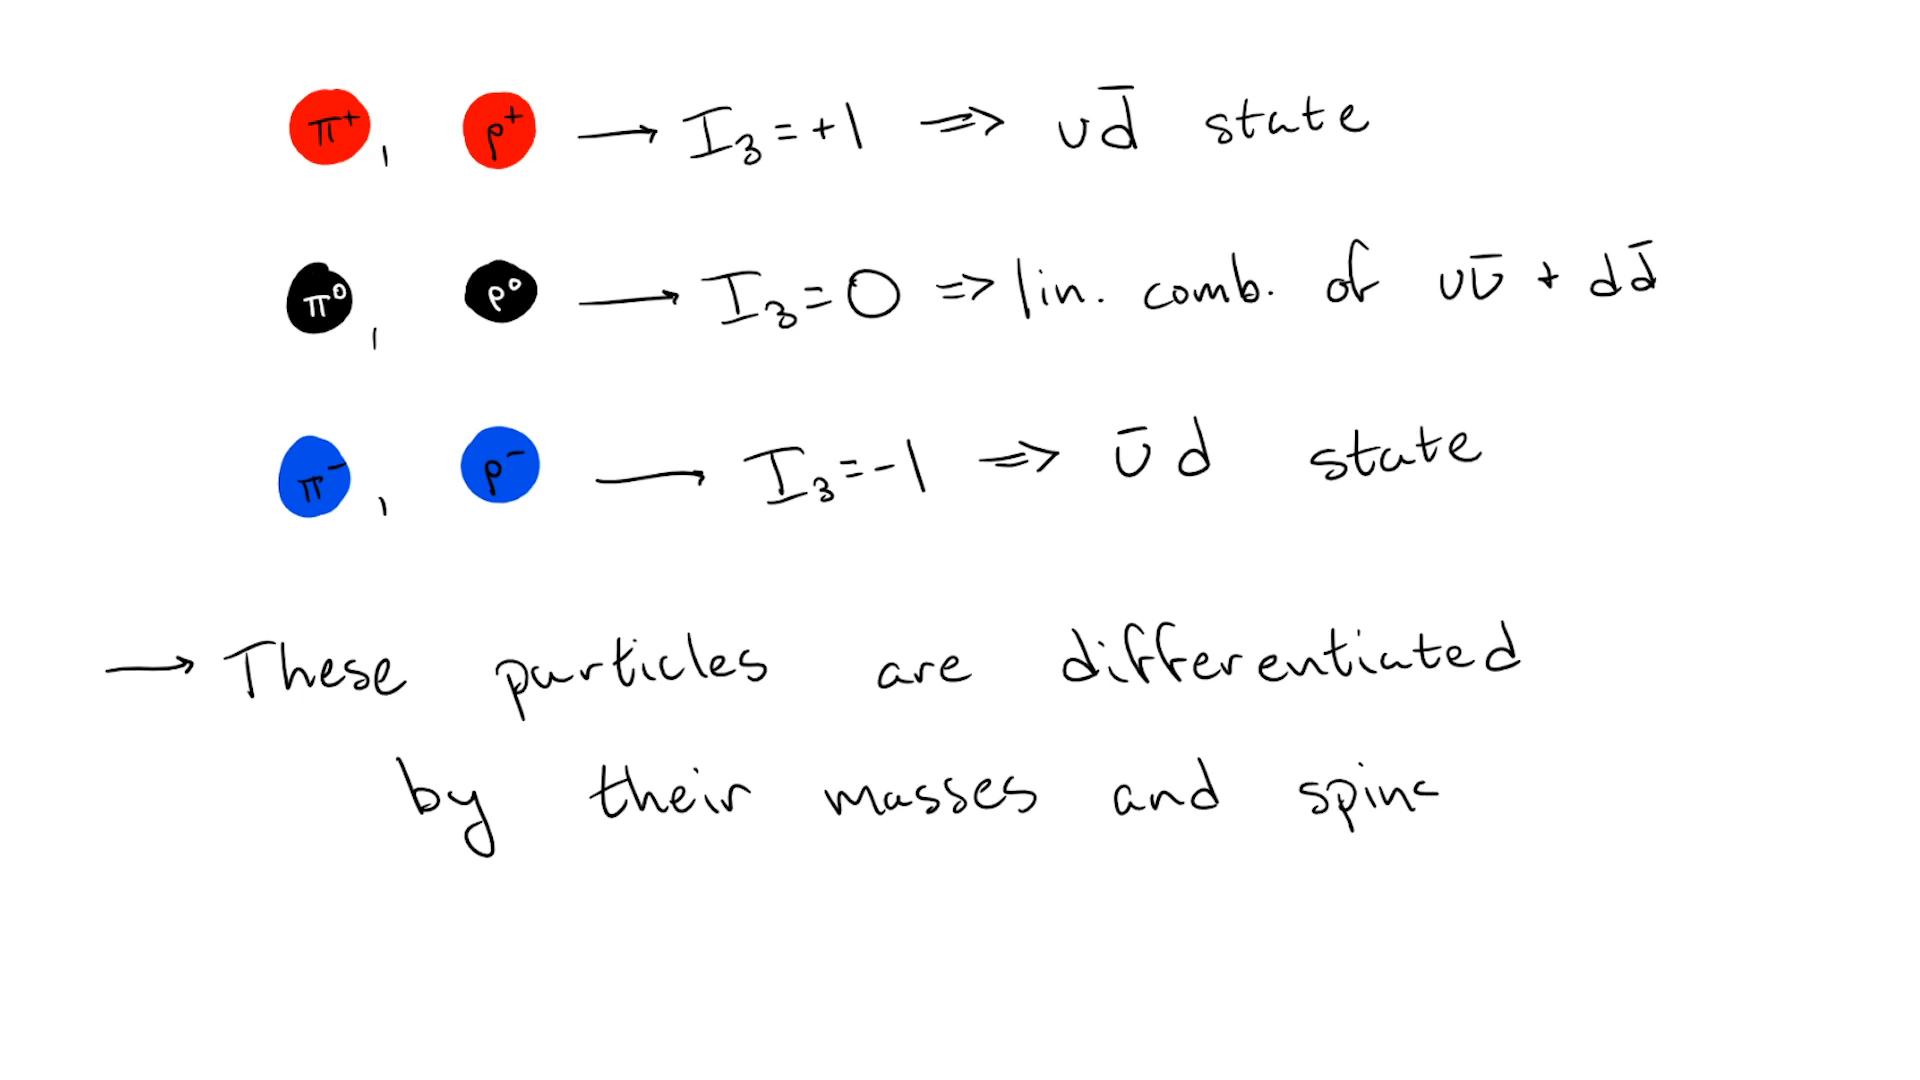 π⁺, ρ⁺ → I₃ = +1 ⇒ ud̄ state
π⁰, ρ⁰ → I₃ = 0 ⇒ lin. comb. of uū + dd̄
π⁻, ρ⁻ → I₃ = -1 ⇒ ūd state
→ These particles are differentiated
by their masses and spins